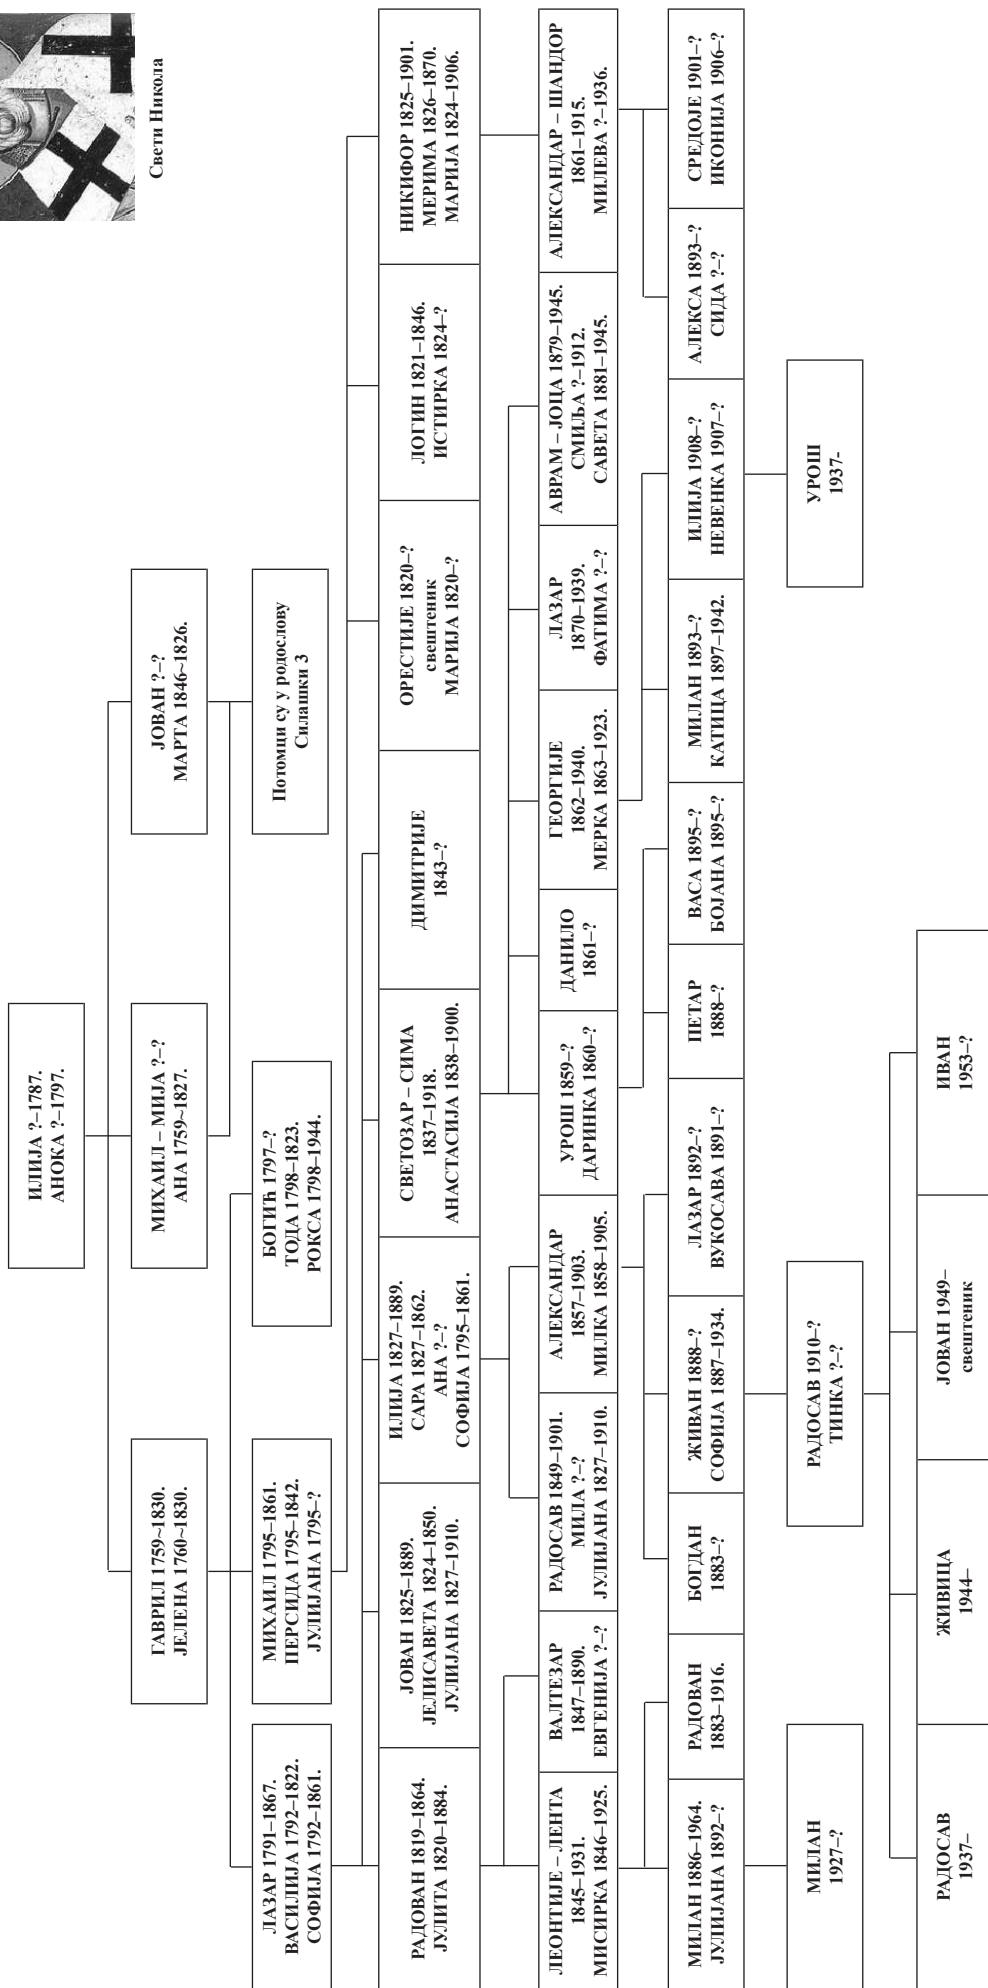 Свети Никола
ИЛИЈА ?–1787.
АНОКА ?–1797.
ГАВРИЛ 1759~1830.
ЈЕЛЕНА 1760~1830.
МИХАИЛ – МИЈА ?–?
АНА 1759~1827.
ЈОВАН ?–?
МАРТА 1846~1826.
ЛАЗАР 1791–1867.
ВАСИЛИЈА 1792–1822.
СОФИЈА 1792–1861.
МИХАИЛ 1795–1861.
ПЕРСИДА 1795–1842.
ЈУЛИЈАНА 1795–?
БОГИЋ 1797–?
ТОДА 1798–1823.
РОКСА 1798–1944.
Потомци су у родослову
Силашки 3
РАДОВАН 1819–1864.
ЈУЛИТА 1820–1884.
ЈОВАН 1825–1889.
ЈЕЛИСАВЕТА 1824–1850.
ЈУЛИЈАНА 1827–1910.
ИЛИЈА 1827–1889.
САРА 1827–1862.
АНА ?–?
СОФИЈА 1795–1861.
СВЕТОЗАР – СИМА
1837–1918.
АНАСТАСИЈА 1838–1900.
ДИМИТРИЈЕ
1843–?
ОРЕСТИЈЕ 1820–?
свештеник
МАРИЈА 1820–?
ЛОГИН 1821–1846.
ИСТИРКА 1824–?
НИКИФОР 1825–1901.
МЕРИМА 1826–1870.
МАРИЈА 1824–1906.
ЛЕОНТИЈЕ – ЛЕНТА
1845–1931.
МИСИРКА 1846–1925.
ВАЛТЕЗАР
1847–1890.
ЕВГЕНИЈА ?–?
РАДОСАВ 1849–1901.
МИЛА ?–?
ЈУЛИЈАНА 1827–1910.
АЛЕКСАНДАР
1857–1903.
МИЛКА 1858–1905.
УРОШ 1859–?
ДАРИНКА 1860–?
ДАНИЛО
1861–?
ГЕОРГИЈЕ
1862–1940.
МЕРКА 1863–1923.
ЛАЗАР
1870–1939.
ФАТИМА ?–?
АВРАМ – ЈОЦА 1879–1945.
СМИЉА ?–1912.
САВЕТА 1881–1945.
АЛЕКСАНДАР – ШАНДОР
1861–1915.
МИЛЕВА ?–1936.
МИЛАН 1886–1964.
ЈУЛИЈАНА 1892–?
РАДОВАН
1883–1916.
БОГДАН
1883–?
ЖИВАН 1888–?
СОФИЈА 1887–1934.
ЛАЗАР 1892–?
ВУКОСАВА 1891–?
ПЕТАР
1888–?
ВАСА 1895–?
БОЈАНА 1895–?
МИЛАН 1893–?
КАТИЦА 1897–1942.
ИЛИЈА 1908–?
НЕВЕНКА 1907–?
АЛЕКСА 1893–?
СИДА ?–?
СРЕДОЈЕ 1901–?
ИКОНИЈА 1906–?
МИЛАН
1927–?
РАДОСАВ 1910–?
ТИНКА ?–?
УРОШ
1937-
РАДОСАВ
1937–
ЖИВИЦА
1944–
ЈОВАН 1949–
свештеник
ИВАН
1953–?